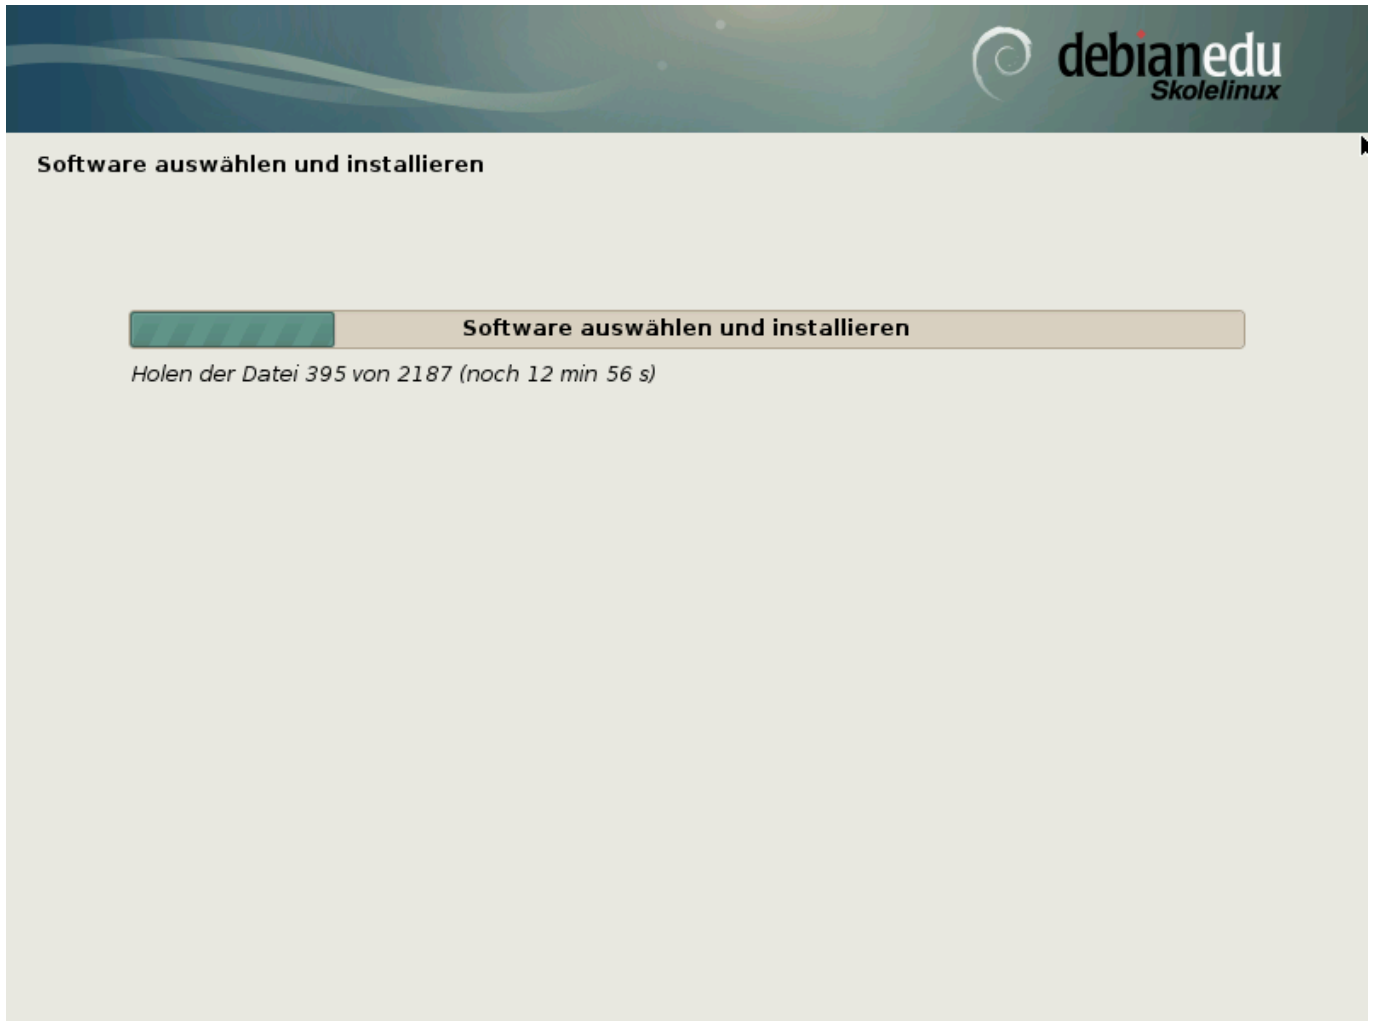 debianedu
Skolelinux
Software auswählen und installieren
Software auswählen und installieren
Holen der Datei 395 von 2187 (noch 12 min 56 s)